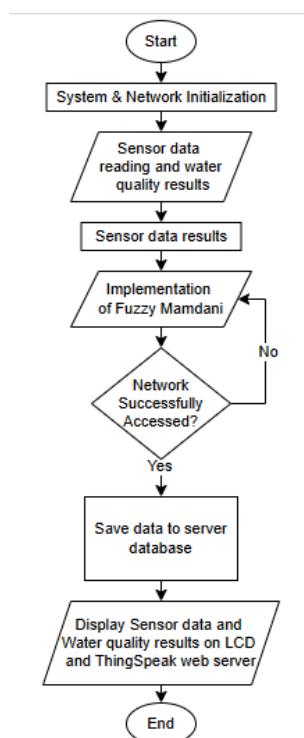 Start
System & Network Initialization
Sensor data
reading and water
quality results
Sensor data results
Implementation
of Fuzzy Mamdani
No
Network
Successfully
Accessed?
Yes
Save data to server
database
Display Sensor data and
Water quality results on LCD
and ThingSpeak web server
End